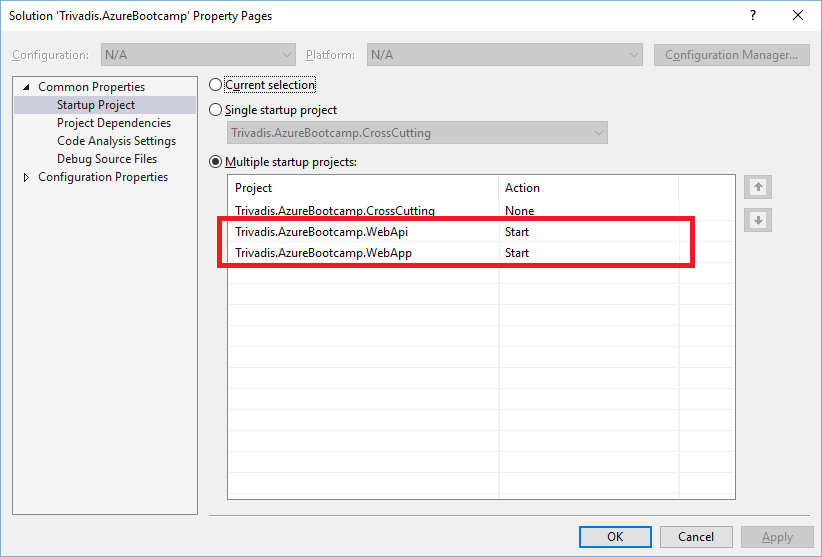 Solution 'Trivadis.AzureBootcamp' Property Pages
?
Configuration: N/A Platform: N/A Configuration Manager...
Common Properties
Startup Project
Project Dependencies
Code Analysis Settings
Debug Source Files
Configuration Properties
Current selection
Single startup project
Trivadis.AzureBootcamp.CrossCutting
Multiple startup projects:
Project Action
Trivadis.AzureBootcamp.CrossCutting None
Trivadis.AzureBootcamp.WebApi Start
Trivadis.AzureBootcamp.WebApp Start
OK Cancel Apply